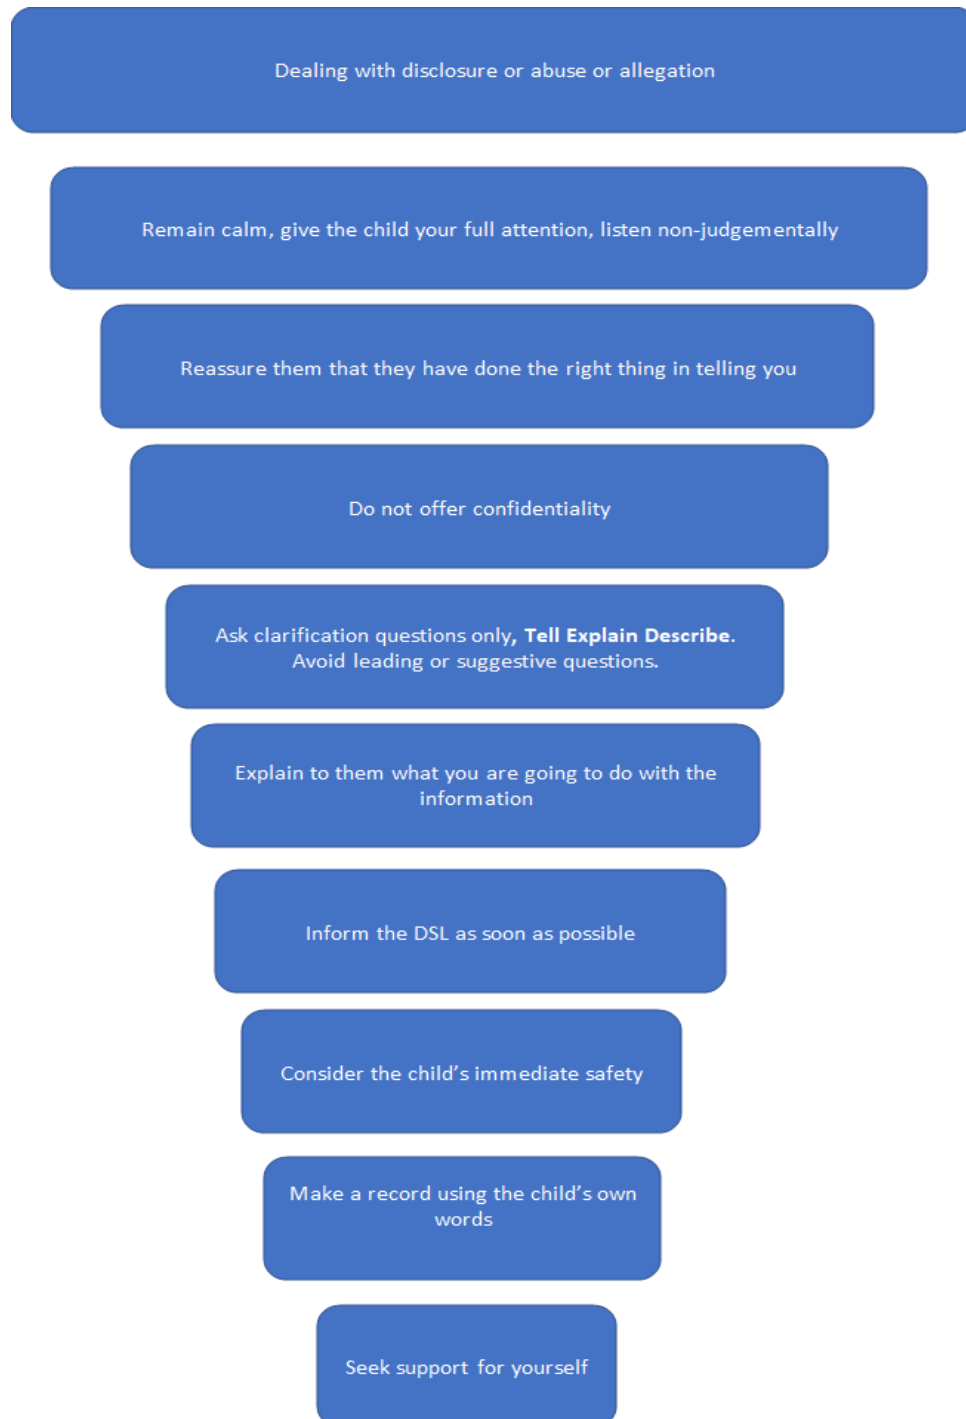 Dealing with disclosure or abuse or allegation
Remain calm, give the child your full attention, listen non-judgementally
Reassure them that they have done the right thing in telling you
Do not offer confidentiality
Ask clarification questions only, Tell Explain Describe.
Avoid leading or suggestive questions.
Explain to them what you are going to do with the
information
Inform the DSL as soon as possible
Consider the child’s immediate safety
Make a record using the child’s own
words
Seek support for yourself